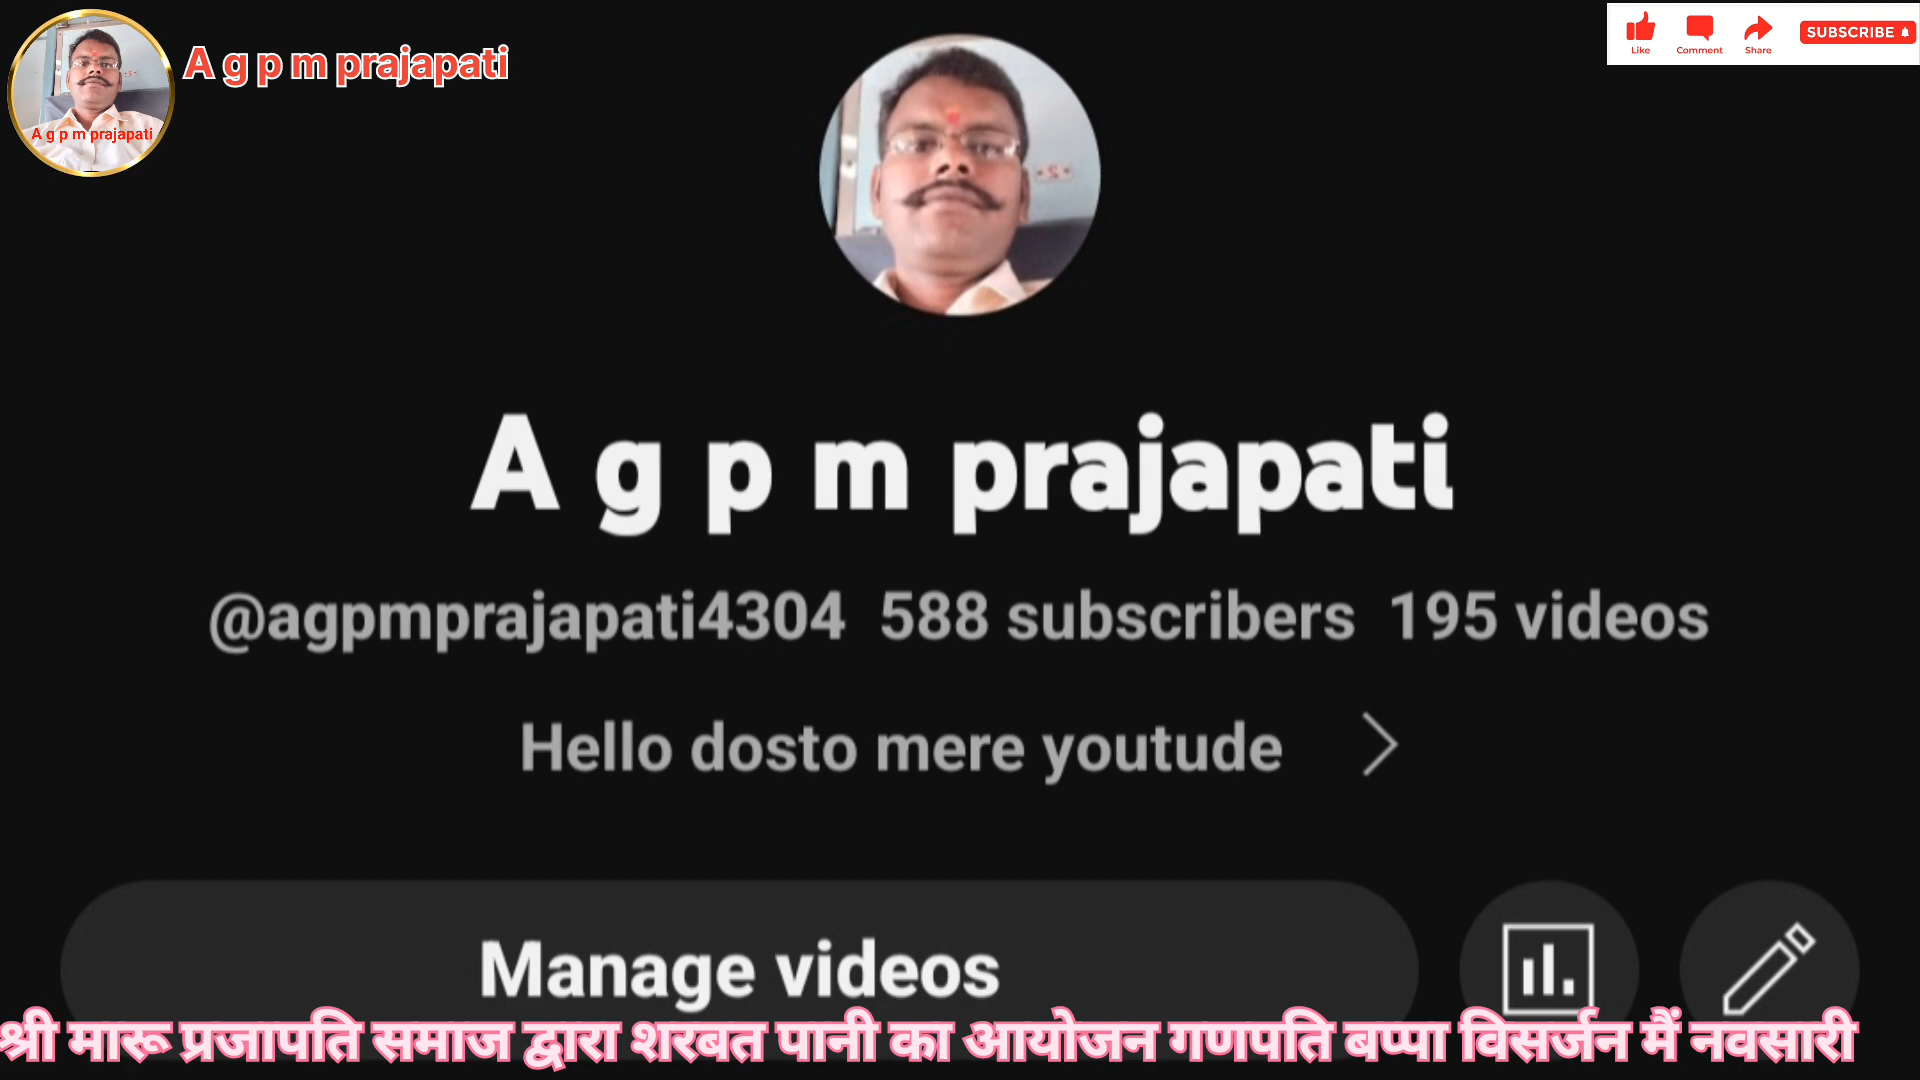 A g p m prajapati
A g p m prajapati
Like Comment Share SUBSCRIBE
A g p m prajapati
@agpmprajapati4304 588 subscribers 195 videos
Hello dosto mere youtude
Manage videos
श्री मारू प्रजापति समाज द्वारा शरबत पानी का आयोजन गणपति बप्पा विसर्जन मैं नवसारी